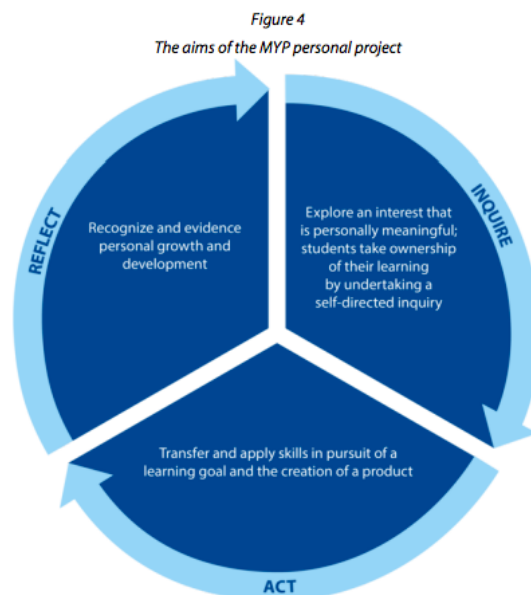 Figure 4
The aims of the MYP personal project
REFLECT
Recognize and evidence
personal growth and
development
INQUIRE
Explore an interest that
is personally meaningful;
students take ownership
of their learning
by undertaking a
self-directed inquiry
Transfer and apply skills in pursuit of a
learning goal and the creation of a product
ACT